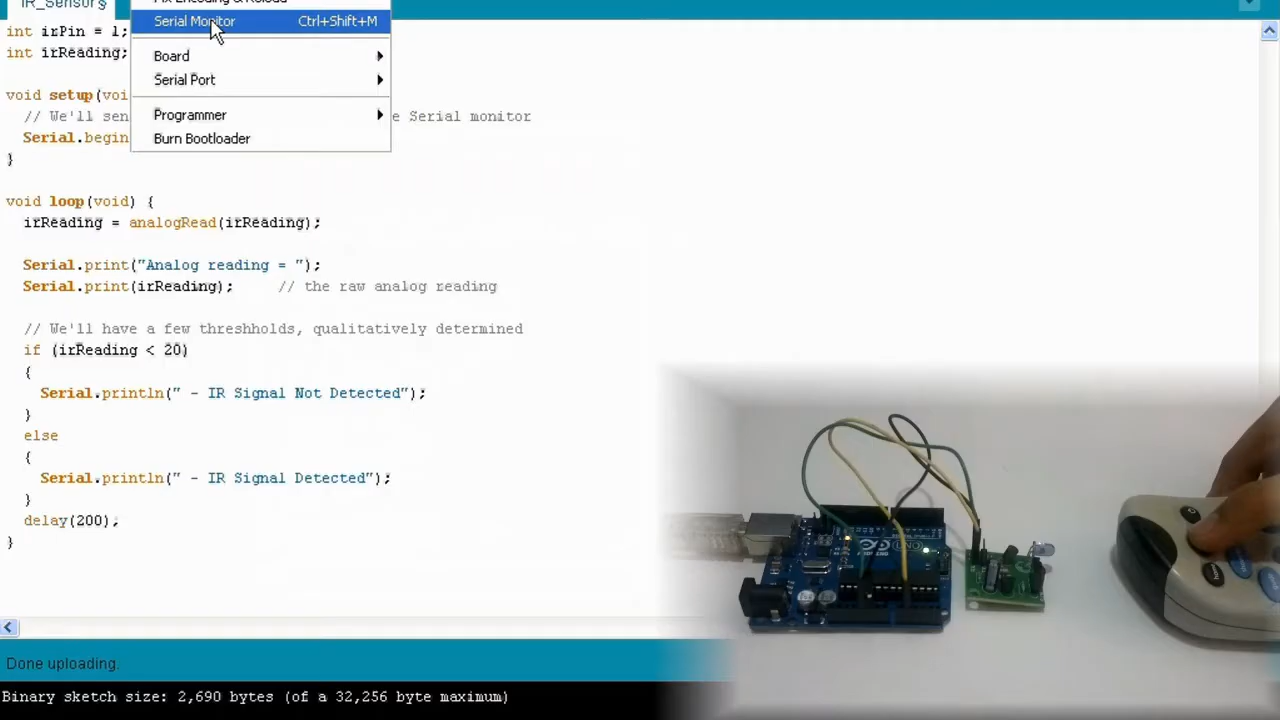 IR_Sensor§
Fix Encoding & Reload
Serial Monitor Ctrl+Shift+M
Board
Serial Port
Programmer
Burn Bootloader
int irPin = 1;
int irReading;
void setup(voi
// We'll sen e Serial monitor
Serial.begin
}
void loop(void) {
irReading = analogRead(irReading);
Serial.print("Analog reading = ");
Serial.print(irReading); // the raw analog reading
// We'll have a few threshholds, qualitatively determined
if (irReading < 20)
{
Serial.println(" - IR Signal Not Detected");
}
else
{
Serial.println(" - IR Signal Detected");
}
delay(200);
}
Done uploading.
Binary sketch size: 2,690 bytes (of a 32,256 byte maximum)